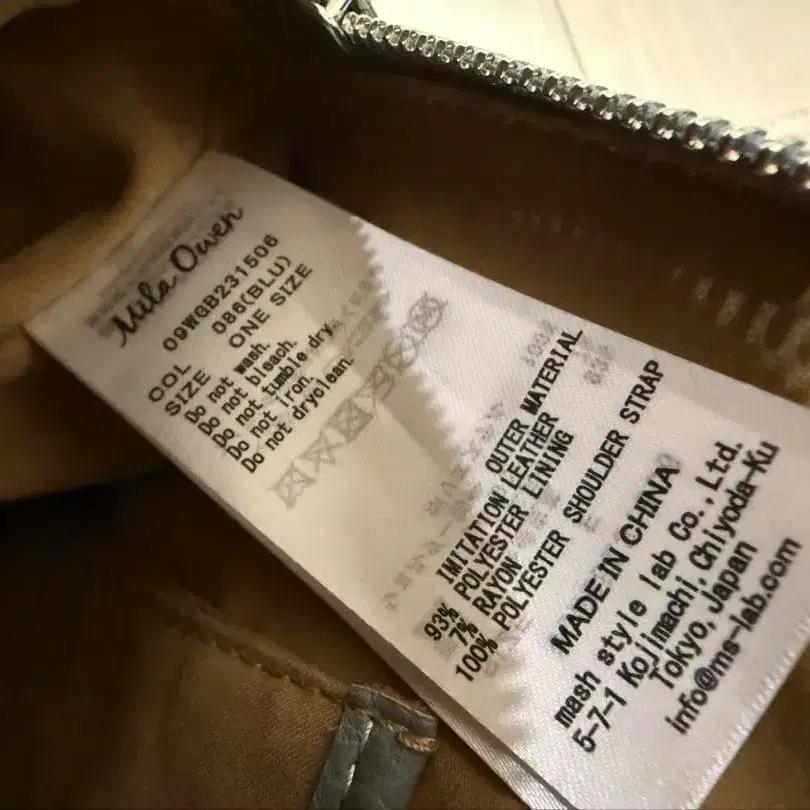 Mila Owen
09WGB231506
COL 086(BLU)
SIZE ONE SIZE
Do not wash.
Do not bleach.
Do not tumble dry.
Do not iron.
Do not dryclean.
OUTER MATERIAL
IMITATION LEATHER
93% POLYESTER LINING
7% RAYON
100% POLYESTER SHOULDER STRAP
MADE IN CHINA
mash style lab Co.,Ltd.
5-7-1 Kojimachi,Chiyoda-Ku
Tokyo,Japan
info@ms-lab.com